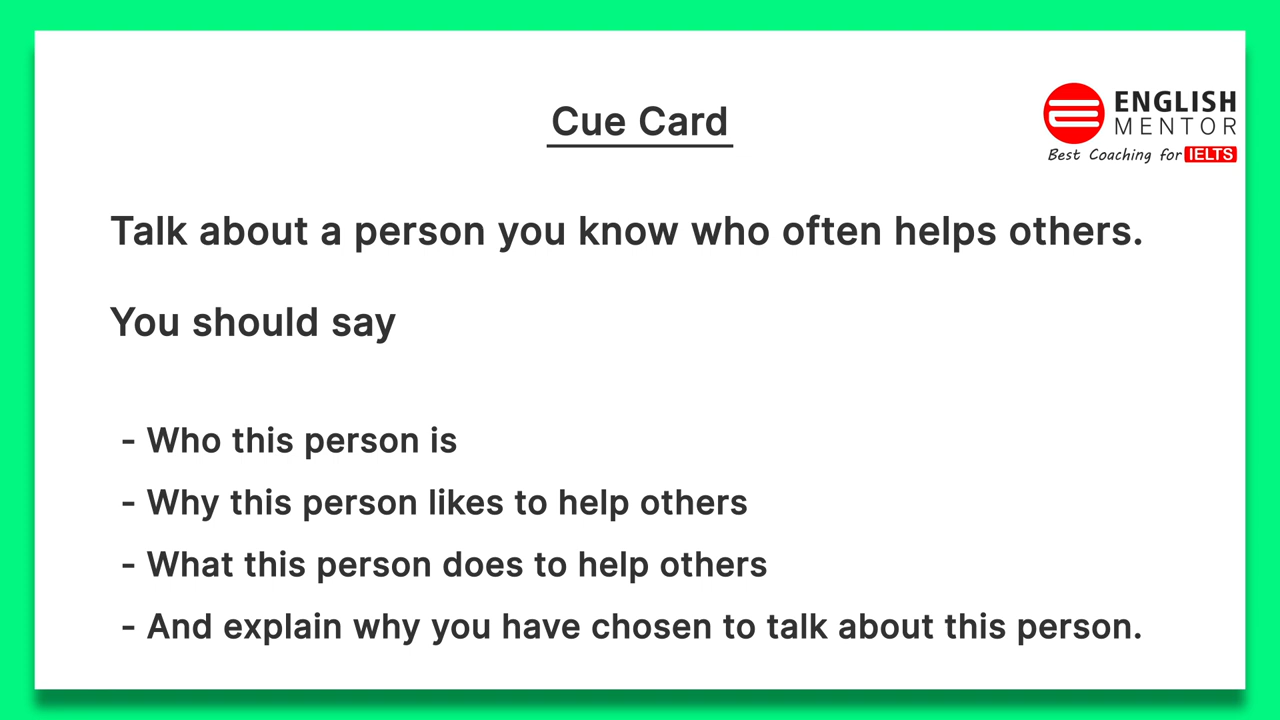 Cue Card
ENGLISH
MENTOR
Best Coaching for IELTS
Talk about a person you know who often helps others.
You should say
- Who this person is
- Why this person likes to help others
- What this person does to help others
- And explain why you have chosen to talk about this person.